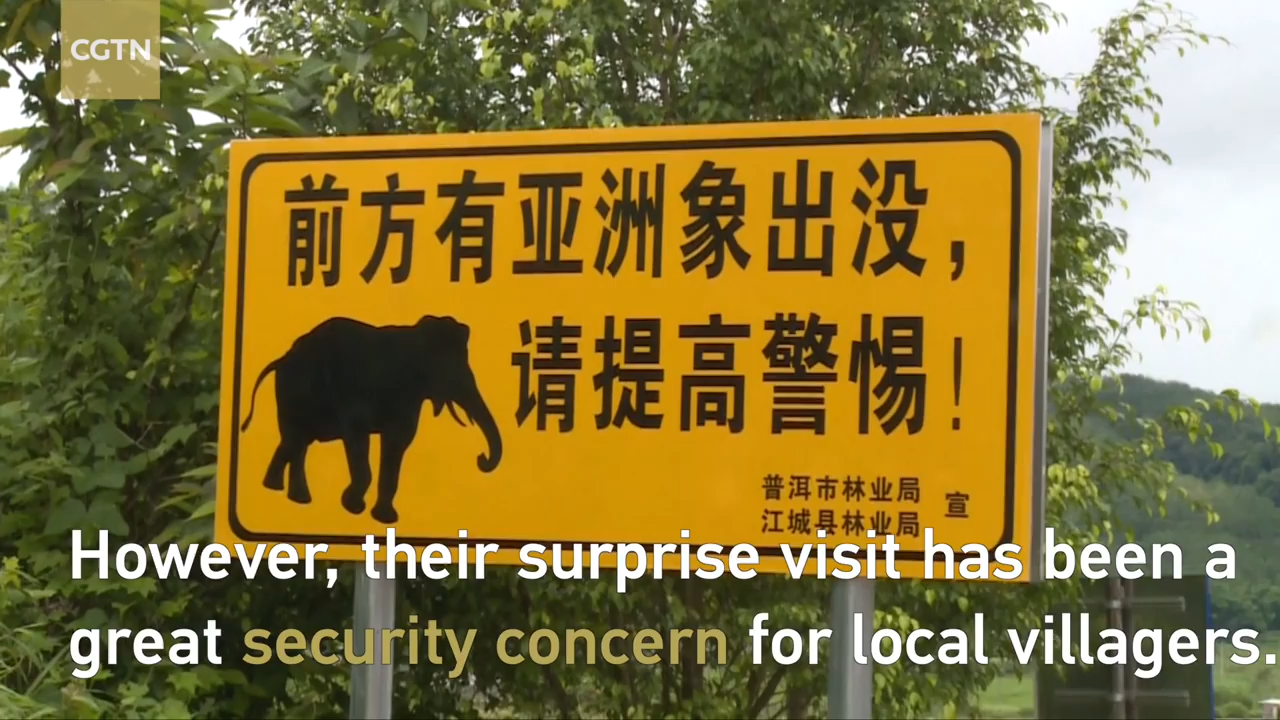 CGTN
前方有亚洲象出没，
请提高警惕！
普洱市林业局
江城县林业局 宣
However, their surprise visit has been a
great security concern for local villagers.